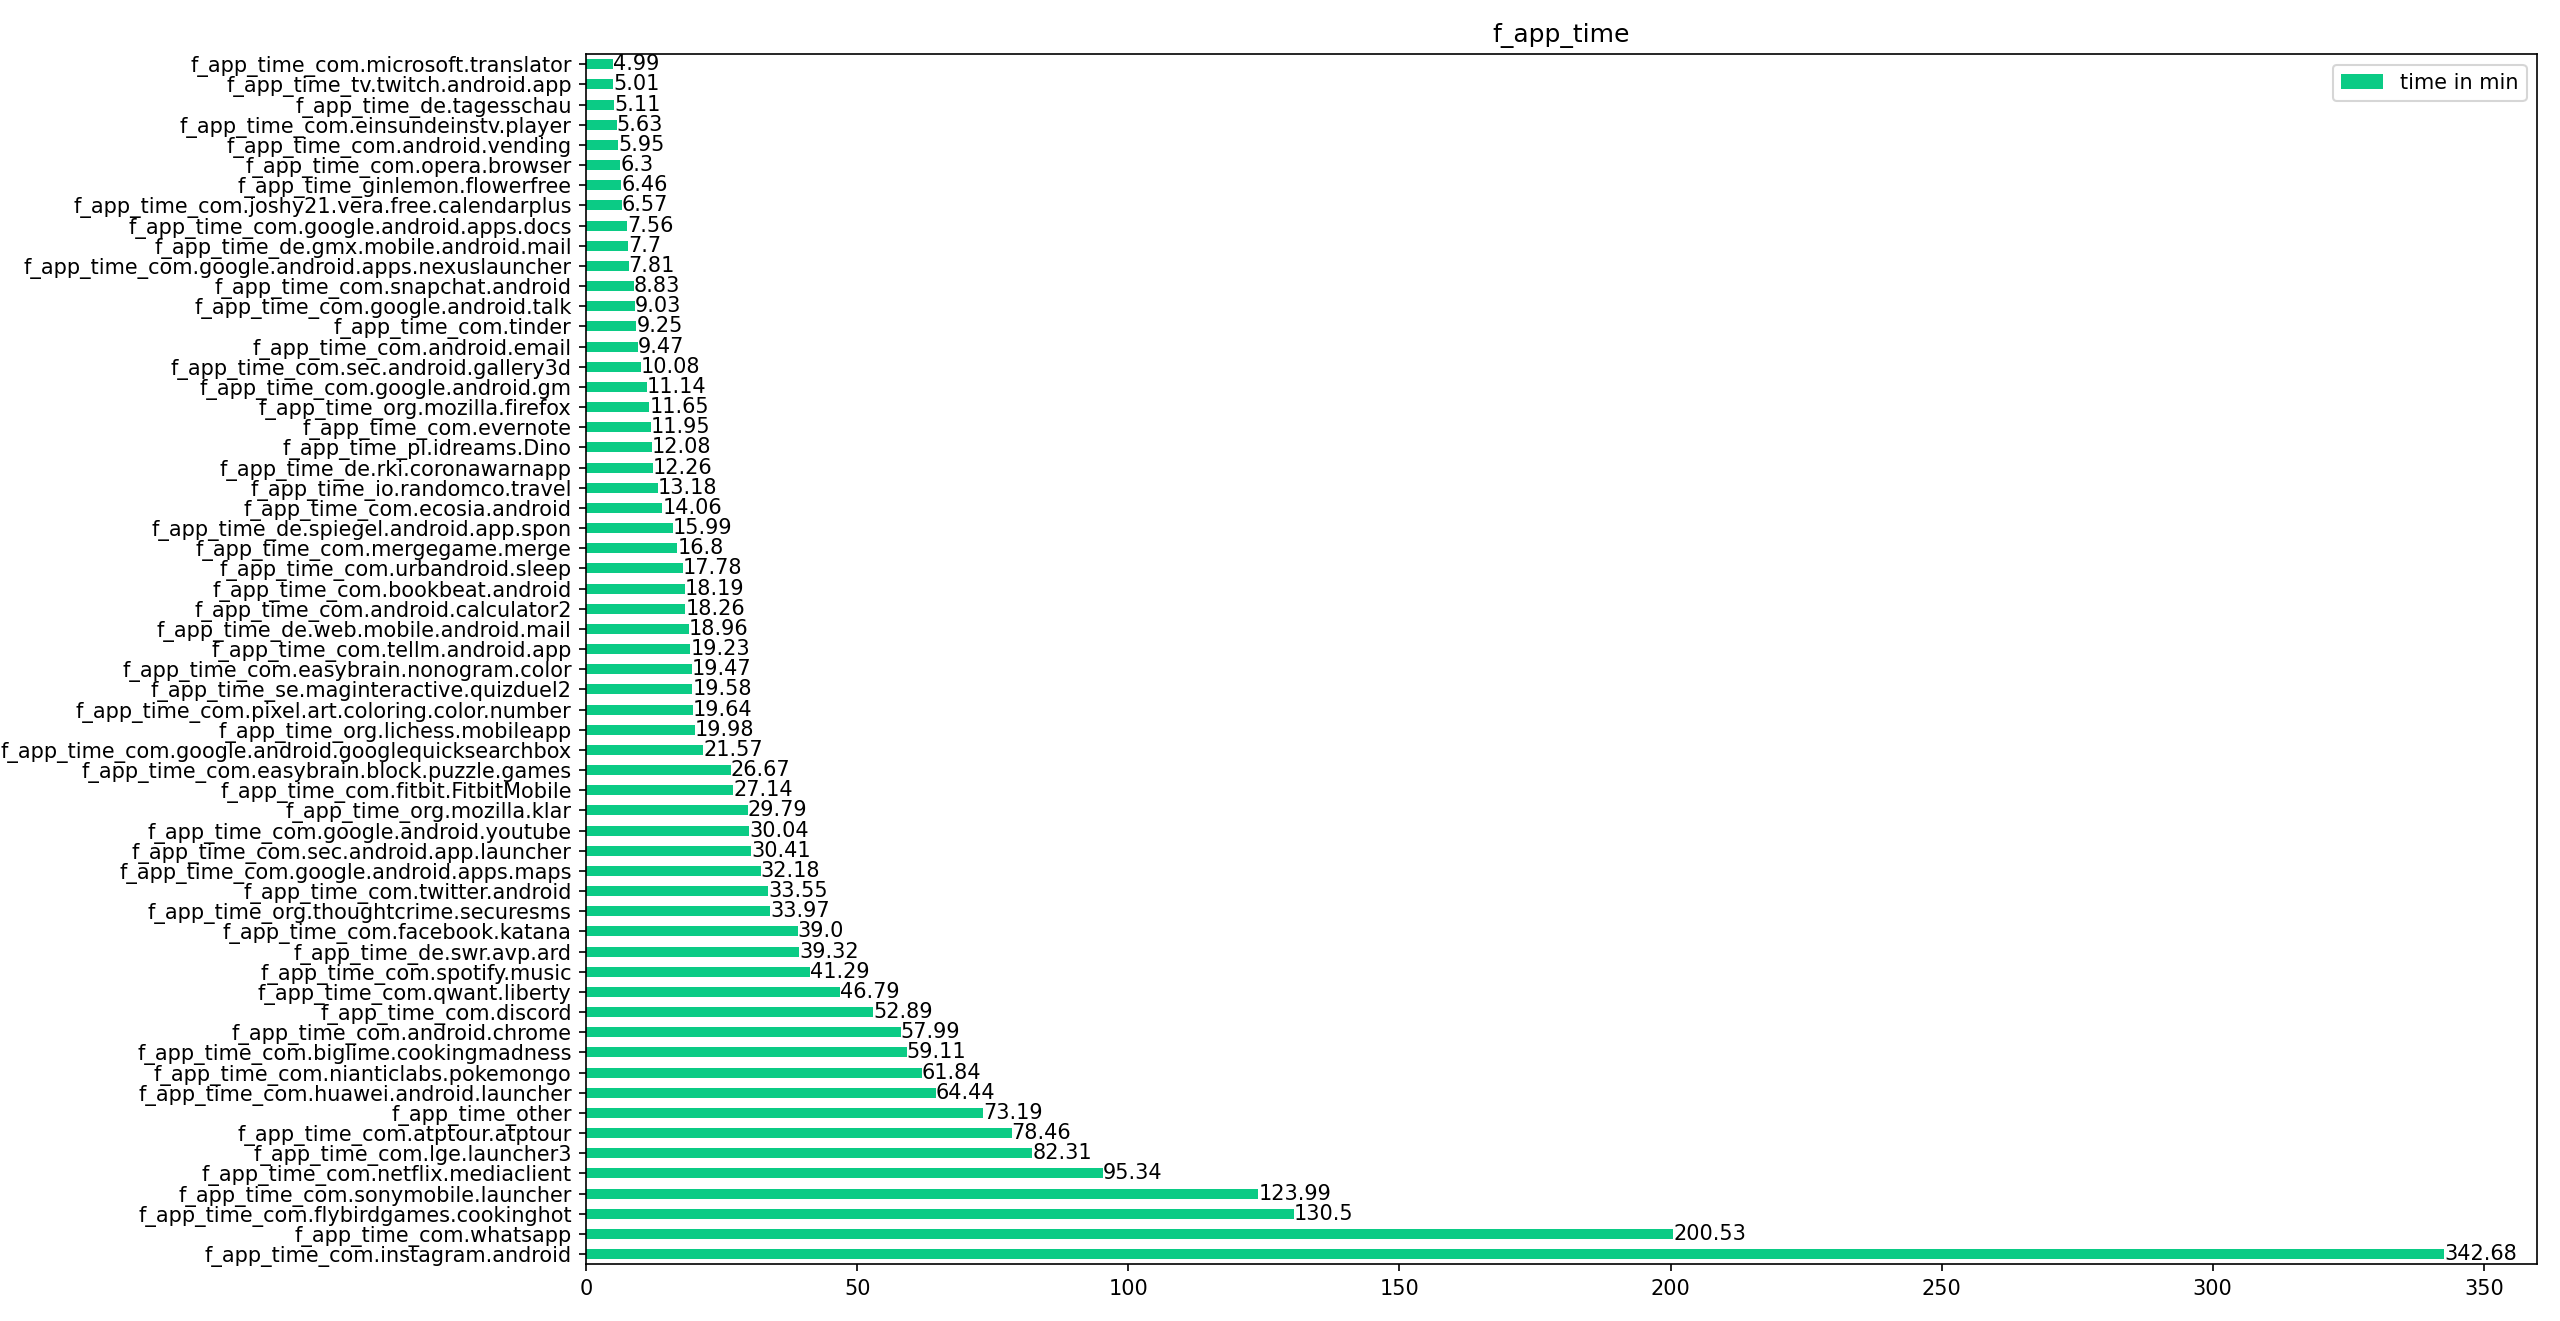 f_app_time
time in min
f_app_time_com.microsoft.translator 4.99
f_app_time_tv.twitch.android.app 5.01
f_app_time_de.tagesschau 5.11
f_app_time_com.einsundeinstv.player 5.63
f_app_time_com.android.vending 5.95
f_app_time_com.opera.browser 6.3
f_app_time_ginlemon.flowerfree 6.46
f_app_time_com.joshy21.vera.free.calendarplus 6.57
f_app_time_com.google.android.apps.docs 7.56
f_app_time_de.gmx.mobile.android.mail 7.7
f_app_time_com.google.android.apps.nexuslauncher 7.81
f_app_time_com.snapchat.android 8.83
f_app_time_com.google.android.talk 9.03
f_app_time_com.tinder 9.25
f_app_time_com.android.email 9.47
f_app_time_com.sec.android.gallery3d 10.08
f_app_time_com.google.android.gm 11.14
f_app_time_org.mozilla.firefox 11.65
f_app_time_com.evernote 11.95
f_app_time_pl.idreams.Dino 12.08
f_app_time_de.rki.coronawarnapp 12.26
f_app_time_io.randomco.travel 13.18
f_app_time_com.ecosia.android 14.06
f_app_time_de.spiegel.android.app.spon 15.99
f_app_time_com.mergegame.merge 16.8
f_app_time_com.urbandroid.sleep 17.78
f_app_time_com.bookbeat.android 18.19
f_app_time_com.android.calculator2 18.26
f_app_time_de.web.mobile.android.mail 18.96
f_app_time_com.tellm.android.app 19.23
f_app_time_com.easybrain.nonogram.color 19.47
f_app_time_se.maginteractive.quizduel2 19.58
f_app_time_com.pixel.art.coloring.color.number 19.64
f_app_time_org.lichess.mobileapp 19.98
f_app_time_com.google.android.googlequicksearchbox 21.57
f_app_time_com.easybrain.block.puzzle.games 26.67
f_app_time_com.fitbit.FitbitMobile 27.14
f_app_time_org.mozilla.klar 29.79
f_app_time_com.google.android.youtube 30.04
f_app_time_com.sec.android.app.launcher 30.41
f_app_time_com.google.android.apps.maps 32.18
f_app_time_com.twitter.android 33.55
f_app_time_org.thoughtcrime.securesms 33.97
f_app_time_com.facebook.katana 39.0
f_app_time_de.swr.avp.ard 39.32
f_app_time_com.spotify.music 41.29
f_app_time_com.qwant.liberty 46.79
f_app_time_com.discord 52.89
f_app_time_com.android.chrome 57.99
f_app_time_com.biglime.cookingmadness 59.11
f_app_time_com.nianticlabs.pokemongo 61.84
f_app_time_com.huawei.android.launcher 64.44
f_app_time_other 73.19
f_app_time_com.atptour.atptour 78.46
f_app_time_com.lge.launcher3 82.31
f_app_time_com.netflix.mediaclient 95.34
f_app_time_com.sonymobile.launcher 123.99
f_app_time_com.flybirdgames.cookinghot 130.5
f_app_time_com.whatsapp 200.53
f_app_time_com.instagram.android 342.68
0 50 100 150 200 250 300 350